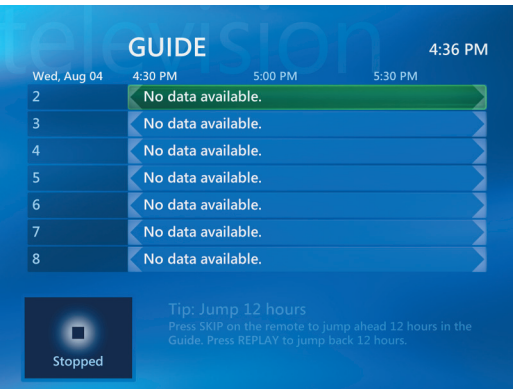 television
GUIDE
4:36 PM
Wed, Aug 04 4:30 PM 5:00 PM 5:30 PM
2 No data available.
3 No data available.
4 No data available.
5 No data available.
6 No data available.
7 No data available.
8 No data available.
Tip: Jump 12 hours
Press SKIP on the remote to jump ahead 12 hours in the
Guide. Press REPLAY to jump back 12 hours.
Stopped